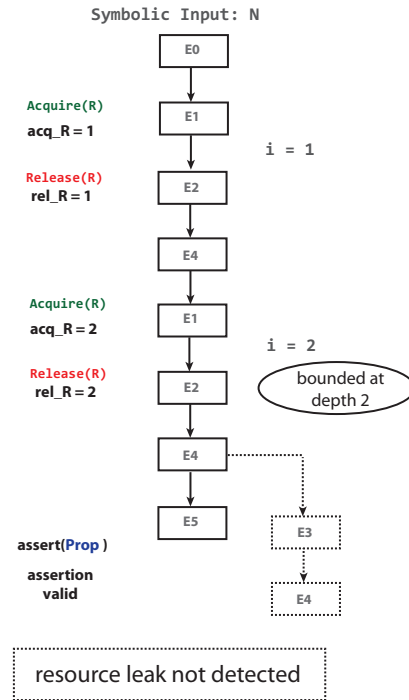 Symbolic Input: N
E0
Acquire(R)
acq_R = 1
E1
i = 1
Release(R)
rel_R = 1
E2
E4
Acquire(R)
acq_R = 2
E1
i = 2
Release(R)
rel_R = 2
E2
bounded at
depth 2
E4
E5
E3
assert(Prop )
assertion
valid
E4
resource leak not detected